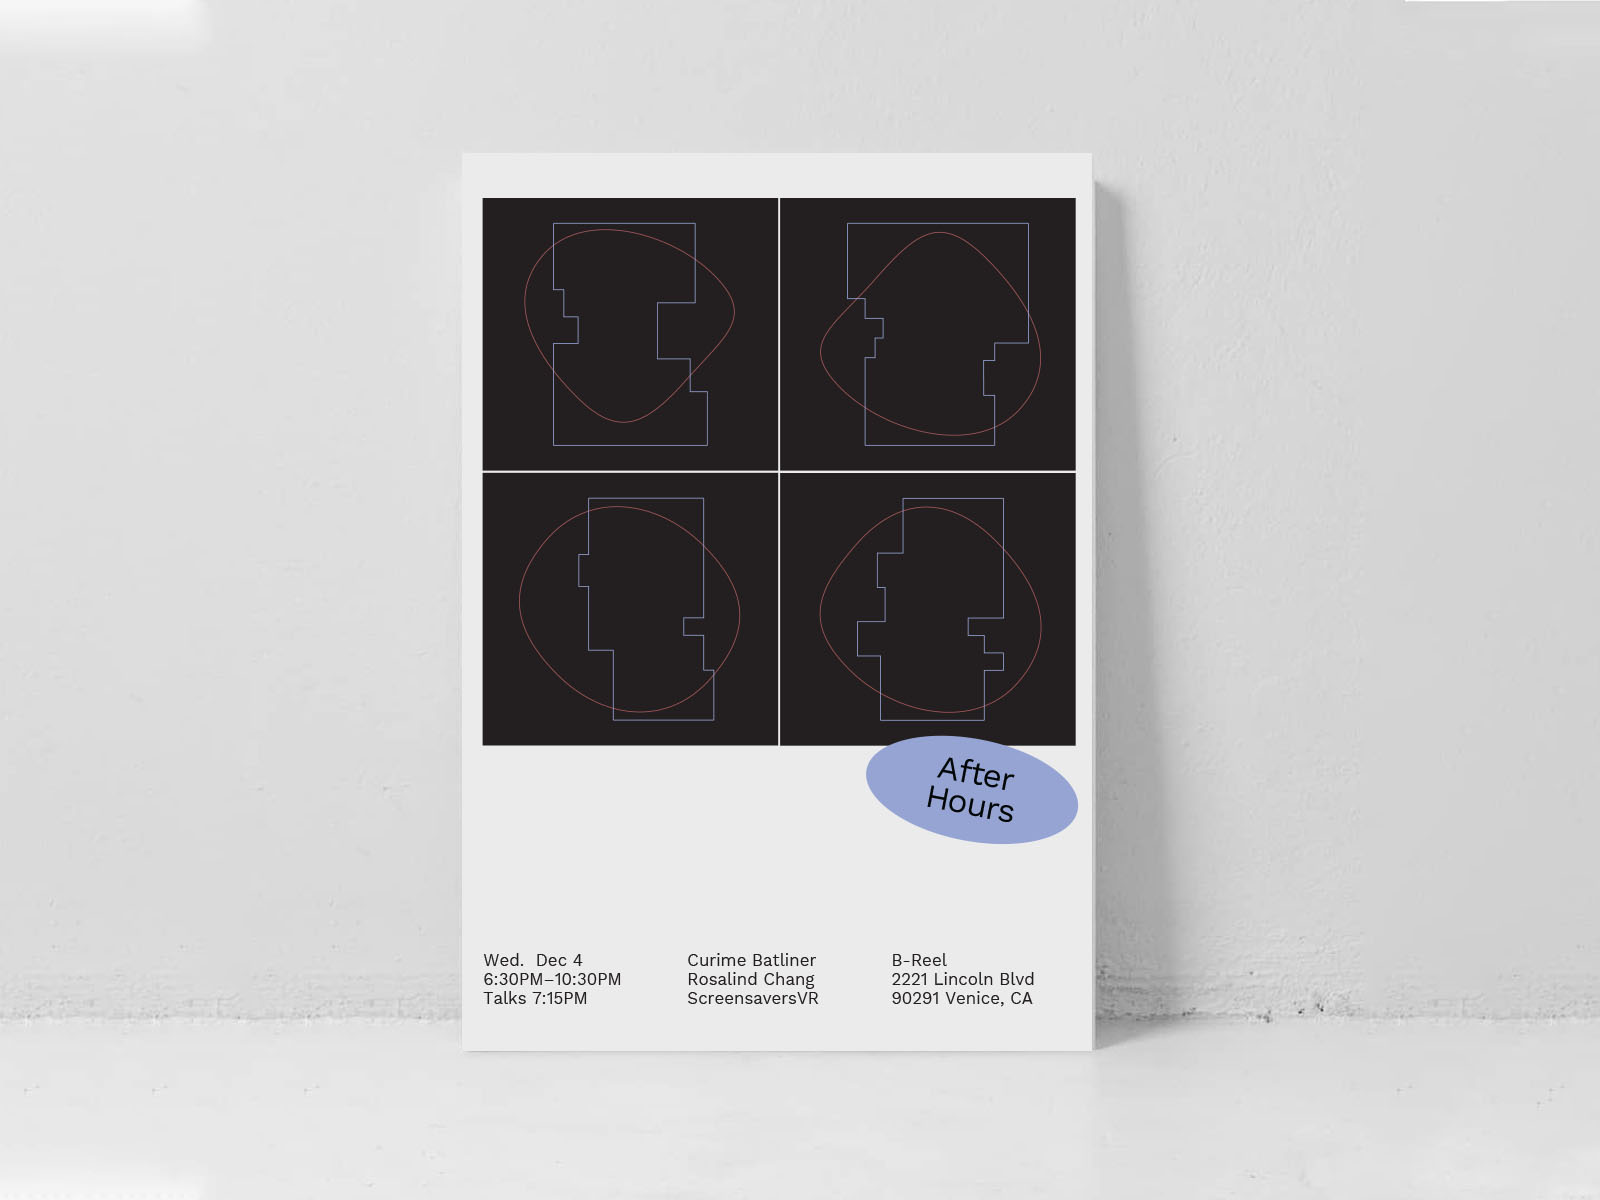 After
Hours
Wed.  Dec 4
6:30PM–10:30PM
Talks 7:15PM
Curime Batliner
Rosalind Chang
ScreensaversVR
B-Reel
2221 Lincoln Blvd
90291 Venice, CA